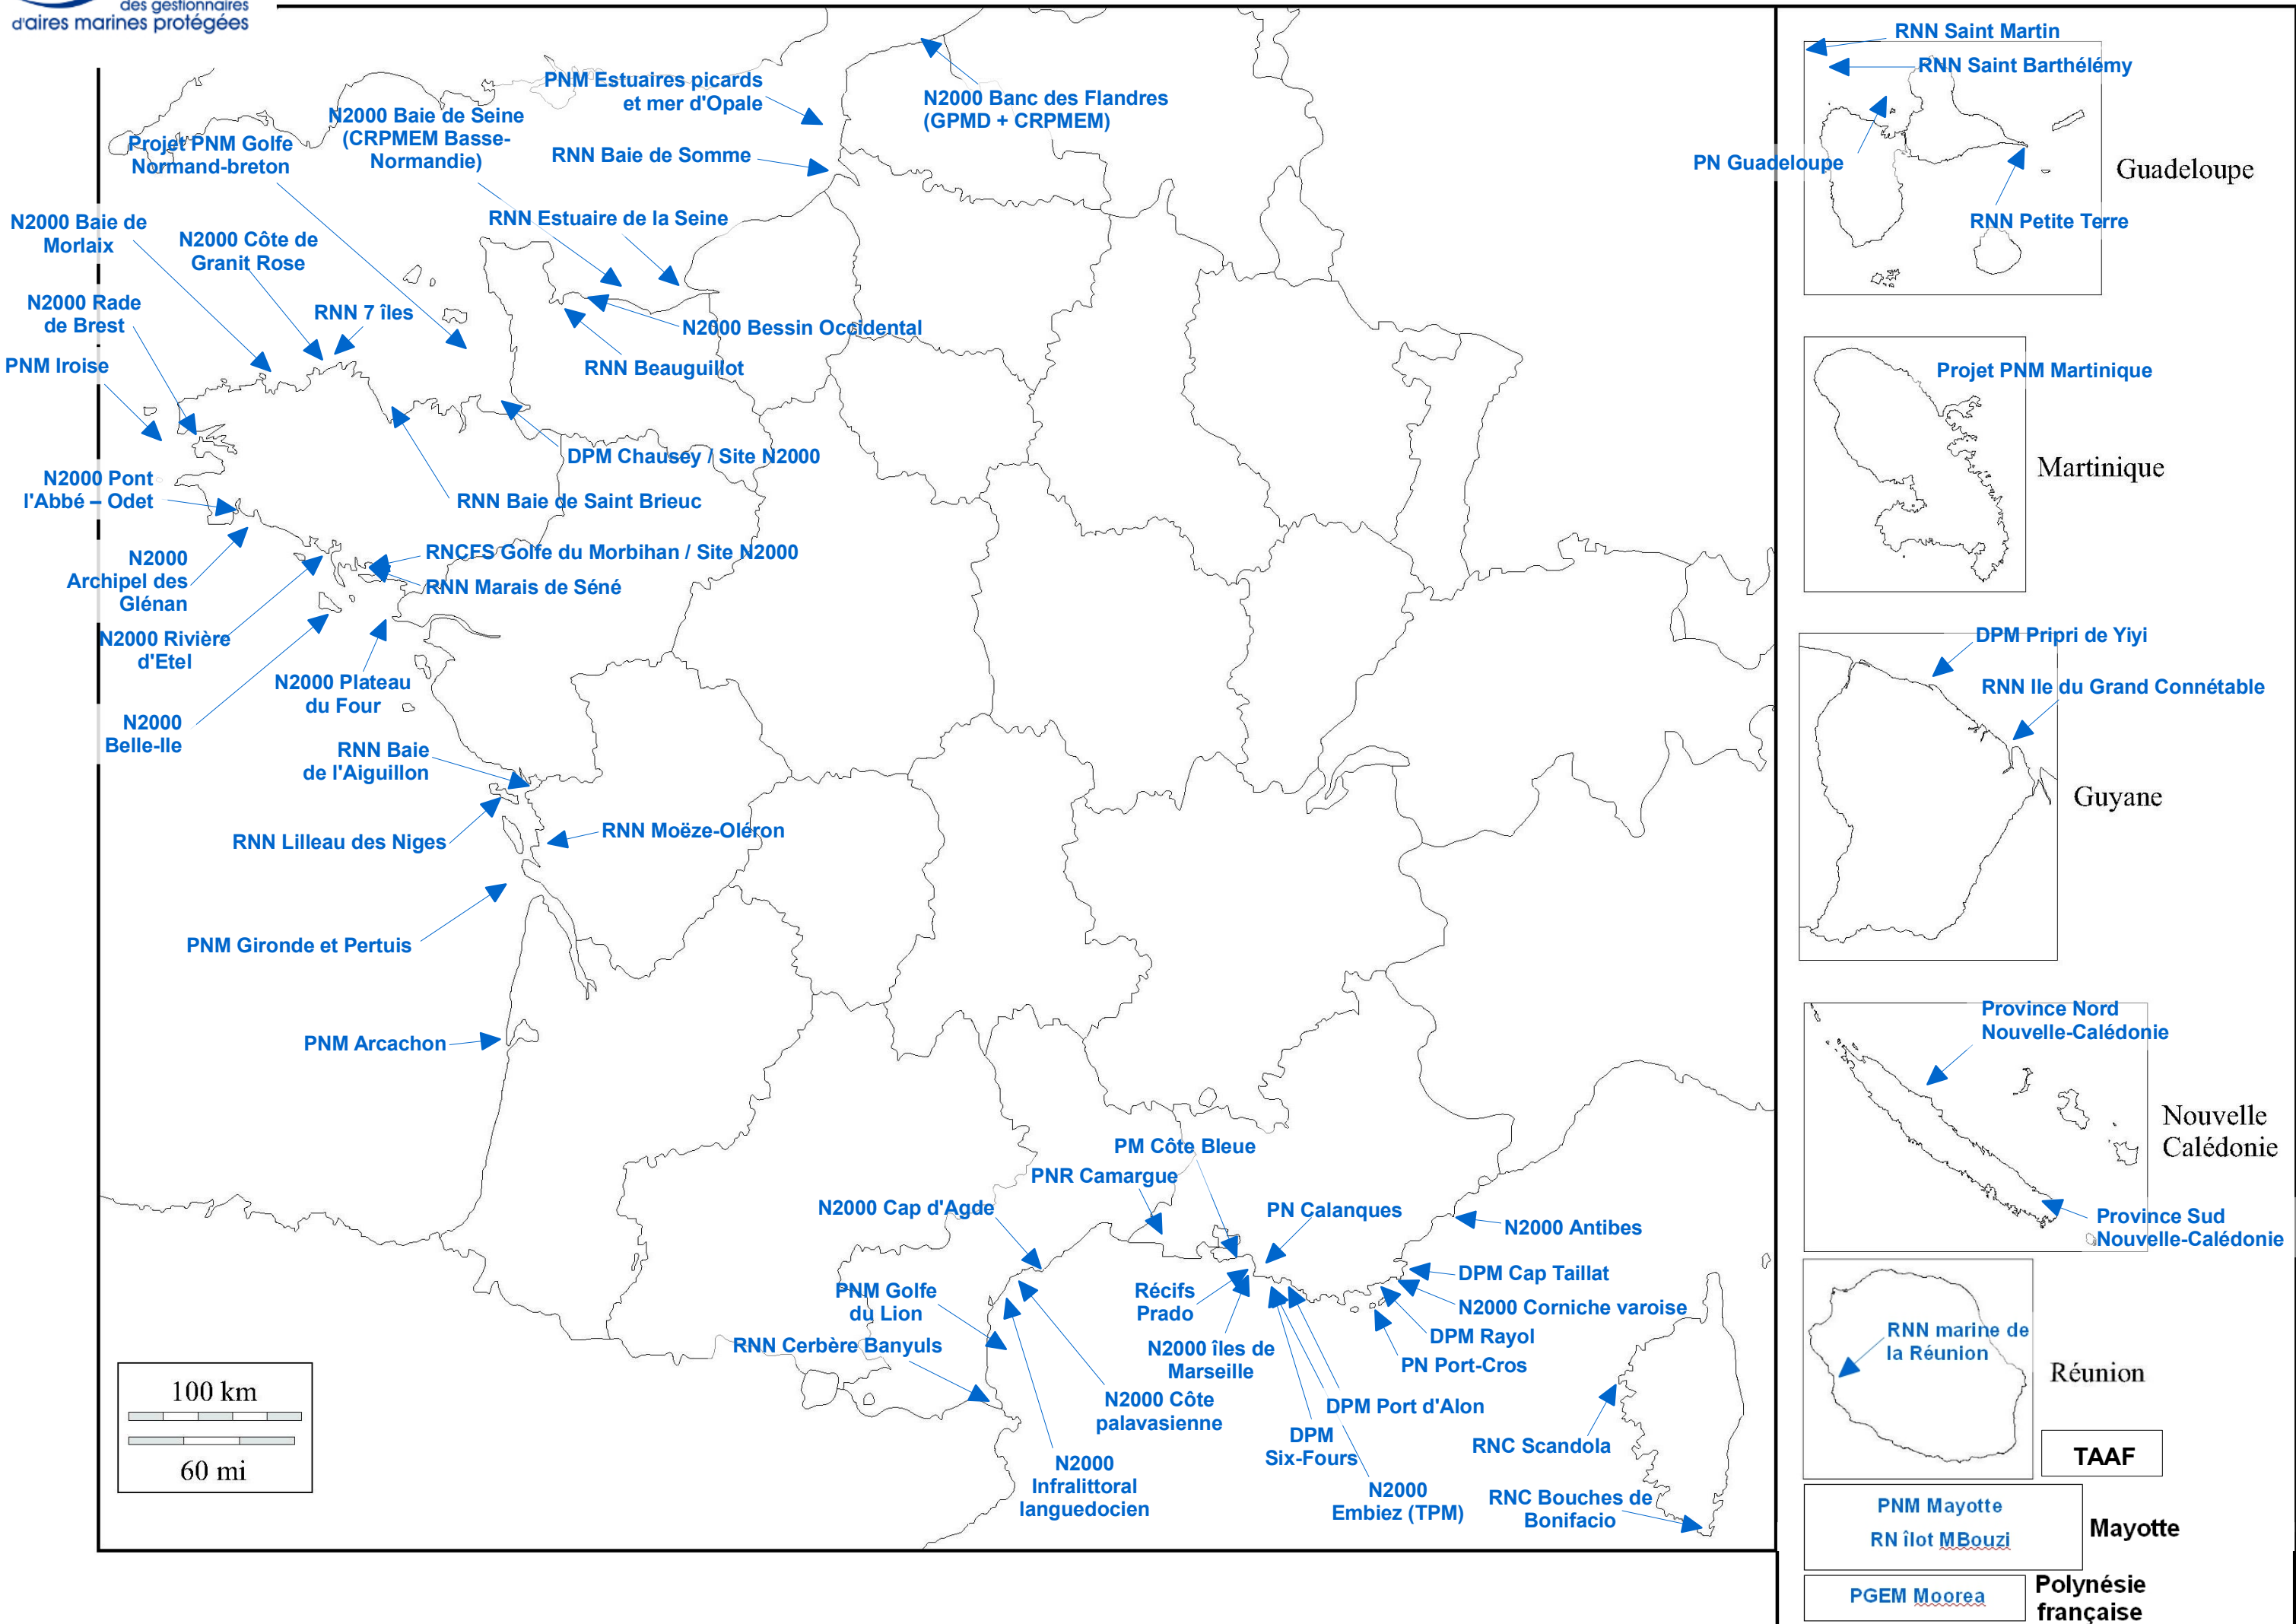 des gestionnaires
d'aires marines protégées
PNM Estuaires picards
et mer d'Opale
N2000 Banc des Flandres
(GPMD + CRPMEM)
N2000 Baie de Seine
(CRPMEM Basse-
Normandie)
Projet PNM Golfe
Normand-breton
RNN Baie de Somme
RNN Estuaire de la Seine
N2000 Baie de
Morlaix
N2000 Côte de
Granit Rose
N2000 Rade
de Brest
RNN 7 îles
N2000 Bessin Occidental
PNM Iroise
RNN Beauguillot
DPM Chausey / Site N2000
N2000 Pont
l'Abbé – Odet
RNN Baie de Saint Brieuc
N2000
Archipel des
Glénan
RNCFS Golfe du Morbihan / Site N2000
RNN Marais de Séné
N2000 Rivière
d'Etel
N2000 Plateau
du Four
N2000
Belle-Ile
RNN Baie
de l'Aiguillon
RNN Lilleau des Niges
RNN Moëze-Oléron
PNM Gironde et Pertuis
PNM Arcachon
PM Côte Bleue
PNR Camargue
N2000 Cap d'Agde
PN Calanques
N2000 Antibes
PNM Golfe
du Lion
Récifs
Prado
DPM Cap Taillat
N2000 Corniche varoise
DPM Rayol
PN Port-Cros
RNN Cerbère Banyuls
N2000 îles de
Marseille
N2000 Côte
palavasienne
DPM Port d'Alon
DPM
Six-Fours
N2000
Infralittoral
languedocien
N2000
Embiez (TPM)
RNC Scandola
RNC Bouches de
Bonifacio
100 km
60 mi
RNN Saint Martin
RNN Saint Barthélémy
PN Guadeloupe
RNN Petite Terre
Guadeloupe
Projet PNM Martinique
Martinique
DPM Pripri de Yiyi
RNN Ile du Grand Connétable
Guyane
Province Nord
Nouvelle-Calédonie
Nouvelle
Calédonie
Province Sud
Nouvelle-Calédonie
RNN marine de
la Réunion
Réunion
TAAF
PNM Mayotte
RN îlot MBouzi
Mayotte
PGEM Moorea
Polynésie
française